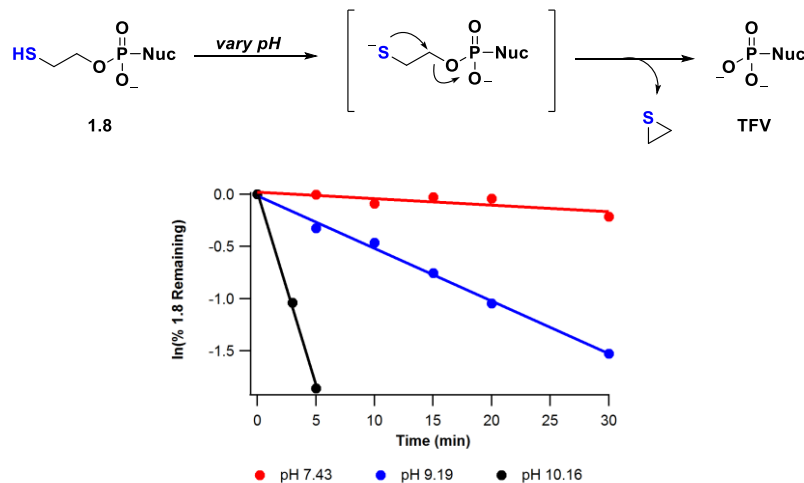 HS
O
P
Nuc
O
O–
1.8
vary pH
–S
O
P
Nuc
O
O–
S
O
P
Nuc
–O
O–
TFV
0.0
-0.5
-1.0
-1.5
ln(% 1.8 Remaining)
0 5 10 15 20 25 30
Time (min)
pH 7.43 pH 9.19 pH 10.16